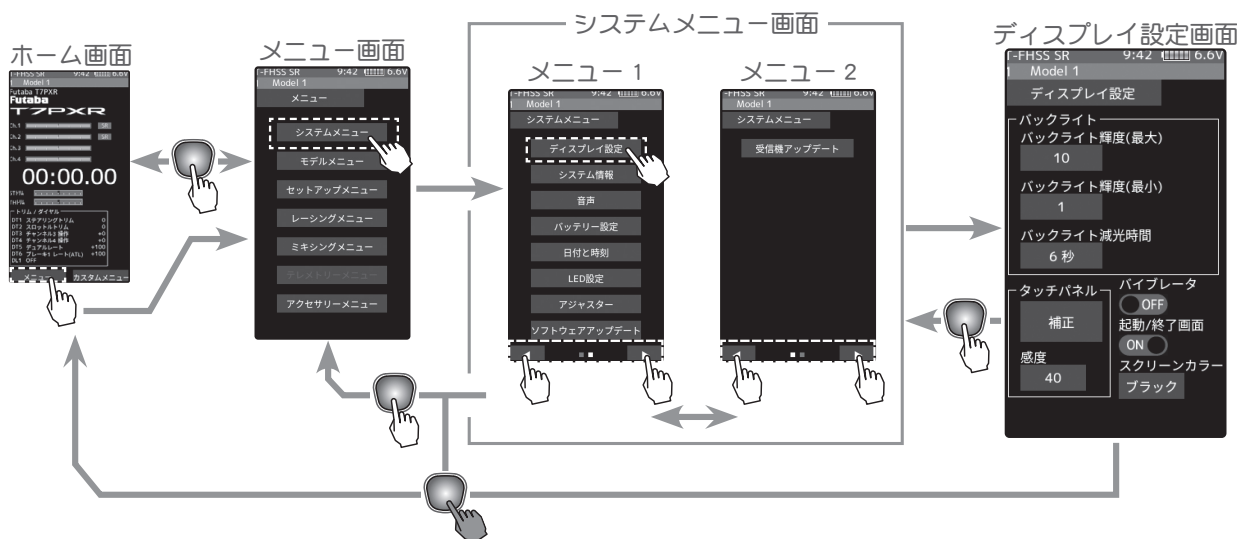 システムメニュー画面
ホーム画面
メニュー画面
メニュー 1
メニュー 2
ディスプレイ設定画面
T-FHSS SR 9:42 6.6V
Model 1
Futaba T7PXR
Futaba
T7PXR
Ch.1 SR
Ch.2 SR
Ch.3
Ch.4
00:00.00
トリム / ダイヤル
DT1 ステアリングトリム 0
DT2 スロットルトリム 0
DT3 チャンネル3 操作 +0
DT4 チャンネル4 操作 +0
DT5 デュアルレート +100
DT6 ブレーキ1 レート(ATL) +100
DL1 OFF
メニュー
カスタムメニュー
T-FHSS SR 9:42 6.6V
Model 1
メニュー
システムメニュー
モデルメニュー
セットアップメニュー
レーシングメニュー
ミキシングメニュー
テレメトリーメニュー
アクセサリーメニュー
-FHSS SR 9:42 6.6V
Model 1
システムメニュー
ディスプレイ設定
システム情報
音声
バッテリー設定
日付と時刻
LED設定
アジャスター
ソフトウェアアップデート
-FHSS SR 9:42 6.6V
Model 1
システムメニュー
受信機アップデート
T-FHSS SR 9:42 6.6V
Model 1
ディスプレイ設定
バックライト
バックライト輝度(最大)
10
バックライト輝度(最小)
1
バックライト減光時間
6 秒
タッチパネル
補正
感度
40
バイブレータ
OFF
起動/終了画面
ON
スクリーンカラー
ブラック